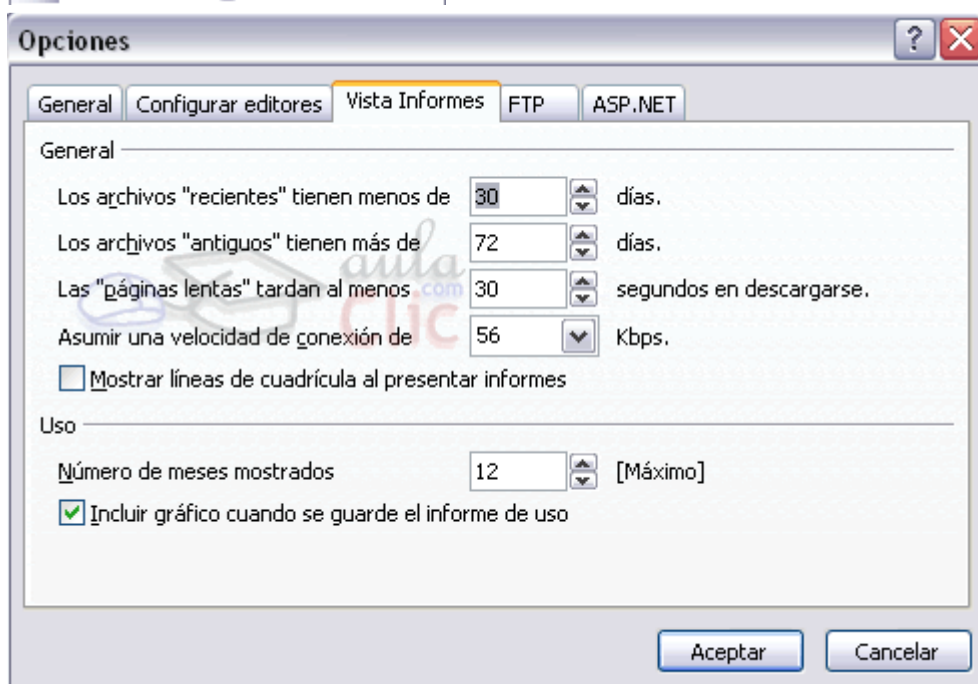 Opciones
General Configurar editores Vista Informes FTP ASP.NET
General
Los archivos "recientes" tienen menos de 30 días.
Los archivos "antiguos" tienen más de 72 días.
Las "páginas lentas" tardan al menos 30 segundos en descargarse.
Asumir una velocidad de conexión de 56 Kbps.
Mostrar líneas de cuadrícula al presentar informes
Uso
Número de meses mostrados 12 [Máximo]
Incluir gráfico cuando se guarde el informe de uso
aula
.com
Clic
Aceptar Cancelar